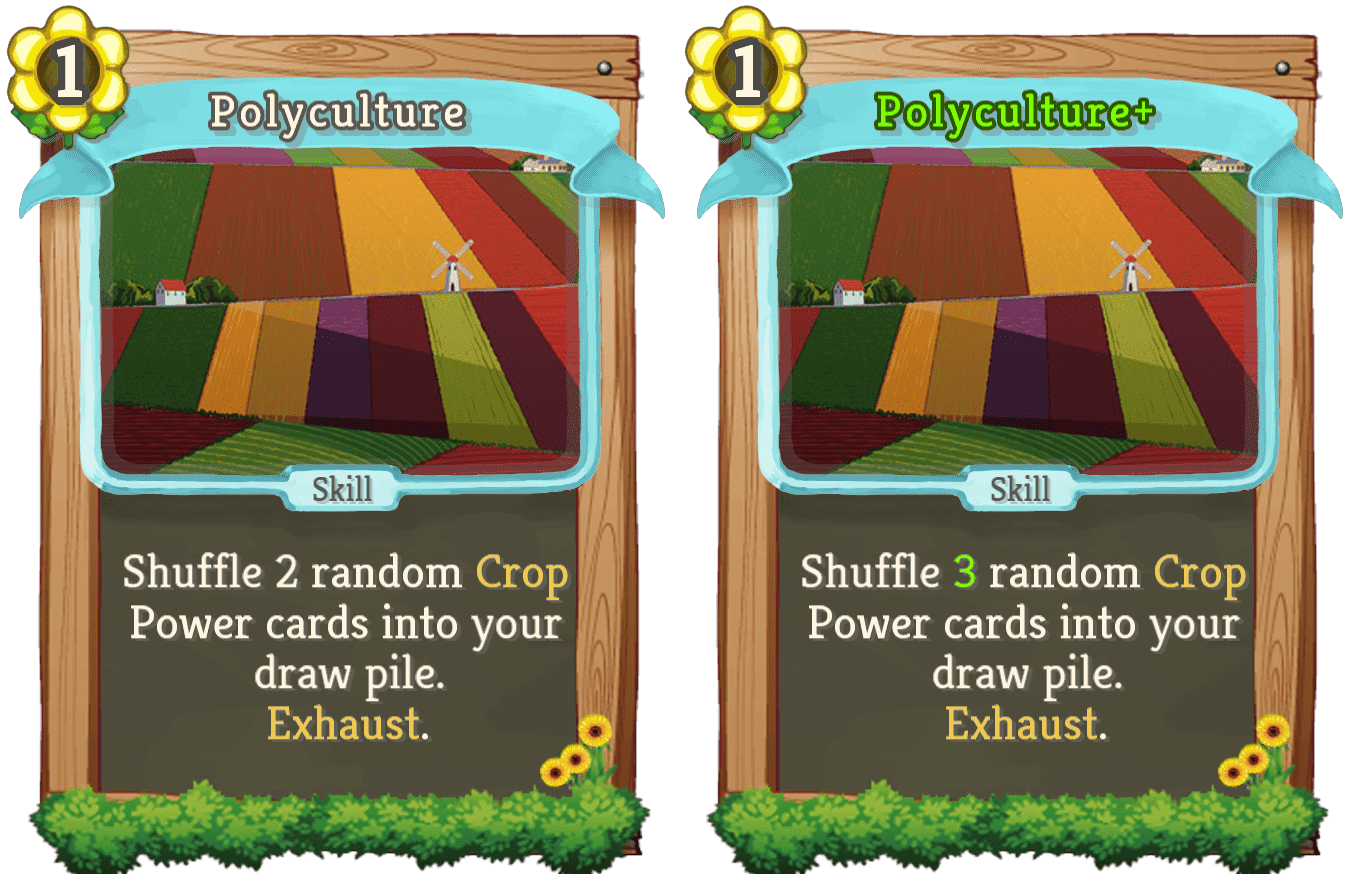 1
Polyculture
Skill
Shuffle 2 random Crop
Power cards into your
draw pile.
Exhaust.
1
Polyculture+
Skill
Shuffle 3 random Crop
Power cards into your
draw pile.
Exhaust.